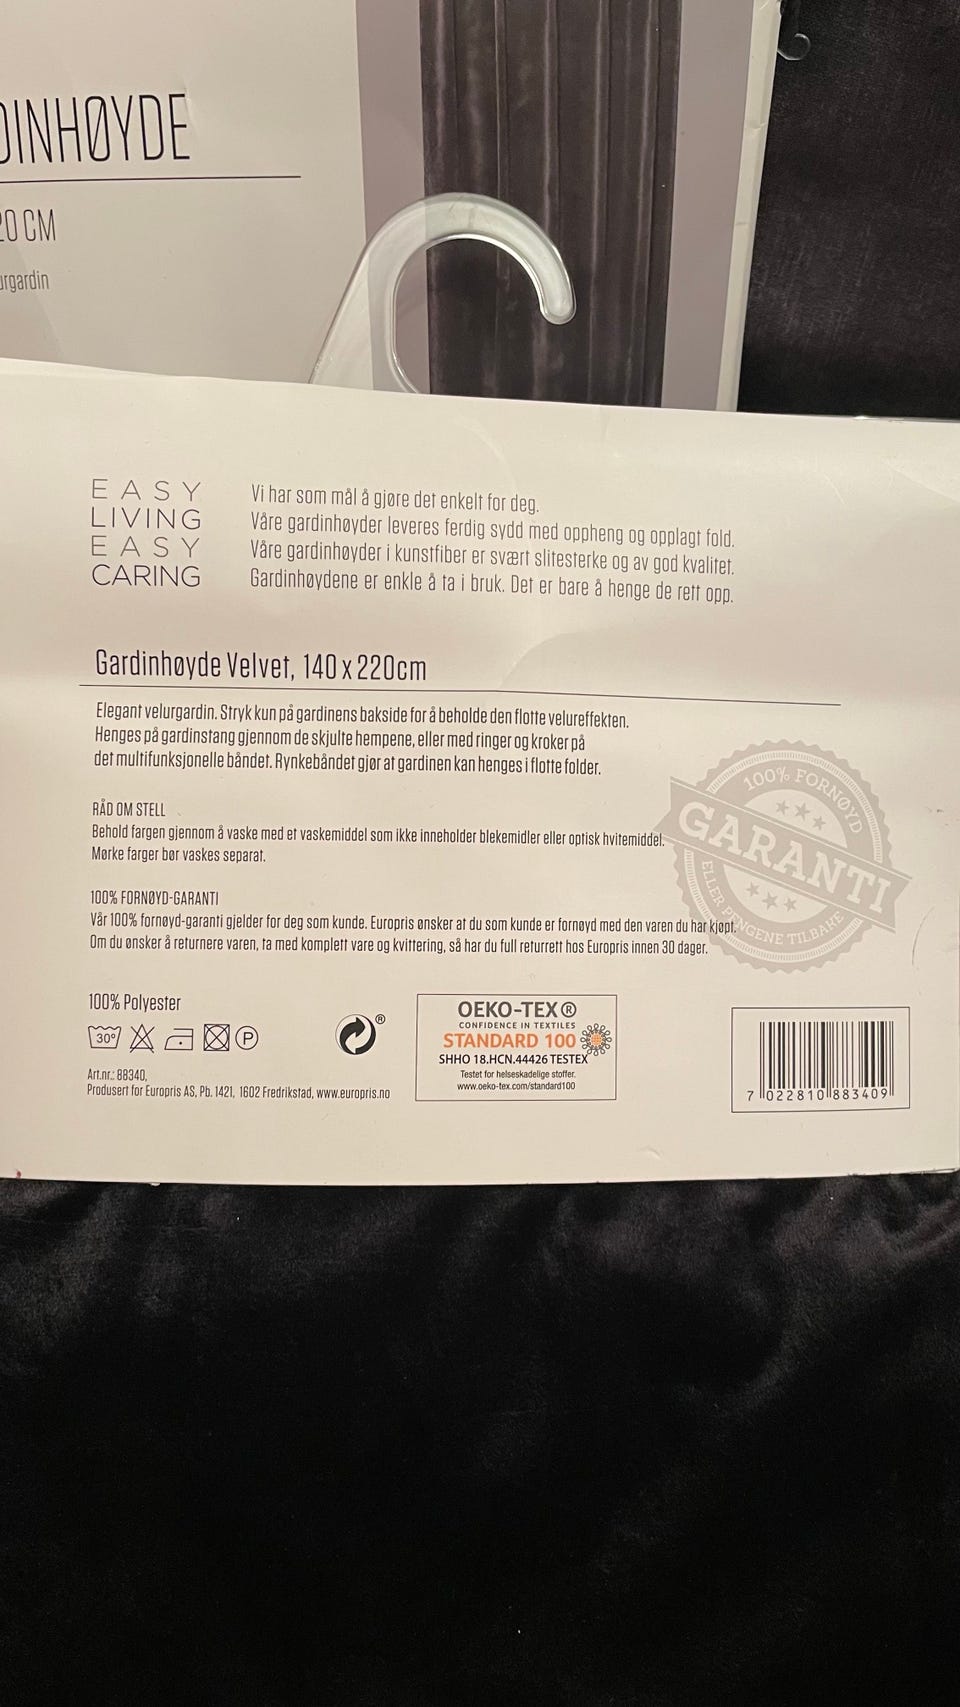 DINHØYDE
20 CM
urgardin
EASY
LIVING
EASY
CARING
Vi har som mål å gjøre det enkelt for deg.
Våre gardinhøyder leveres ferdig sydd med oppheng og opplagt fold.
Våre gardinhøyder i kunstfiber er svært slitesterke og av god kvalitet.
Gardinhøydene er enkle å ta i bruk. Det er bare å henge de rett opp.
Gardinhøyde Velvet, 140 x 220cm
Elegant velurgardin. Stryk kun på gardinens bakside for å beholde den flotte velureffekten.
Henges på gardinstang gjennom de skjulte hempene, eller med ringer og kroker på
det multifunksjonelle båndet. Rynkebåndet gjør at gardinen kan henges i flotte folder.
RÅD OM STELL
Behold fargen gjennom å vaske med et vaskemiddel som ikke inneholder blekemidler eller optisk hvitemiddel.
Mørke farger bør vaskes separat.
100% FORNØYD
GARANTI
ELLER PENGENE TILBAKE
100% FORNØYD-GARANTI
Vår 100% fornøyd-garanti gjelder for deg som kunde. Europris ønsker at du som kunde er fornøyd med den varen du har kjøpt.
Om du ønsker å returnere varen, ta med komplett vare og kvittering, så har du full returrett hos Europris innen 30 dager.
100% Polyester
30° P
®
Art.nr.: 88340,
Produsert for Europris AS, Pb. 1421, 1602 Fredrikstad, www.europris.no
OEKO-TEX®
CONFIDENCE IN TEXTILES
STANDARD 100
SHHO 18.HCN.44426 TESTEX
Testet for helseskadelige stoffer.
www.oeko-tex.com/standard100
7 022810 883409